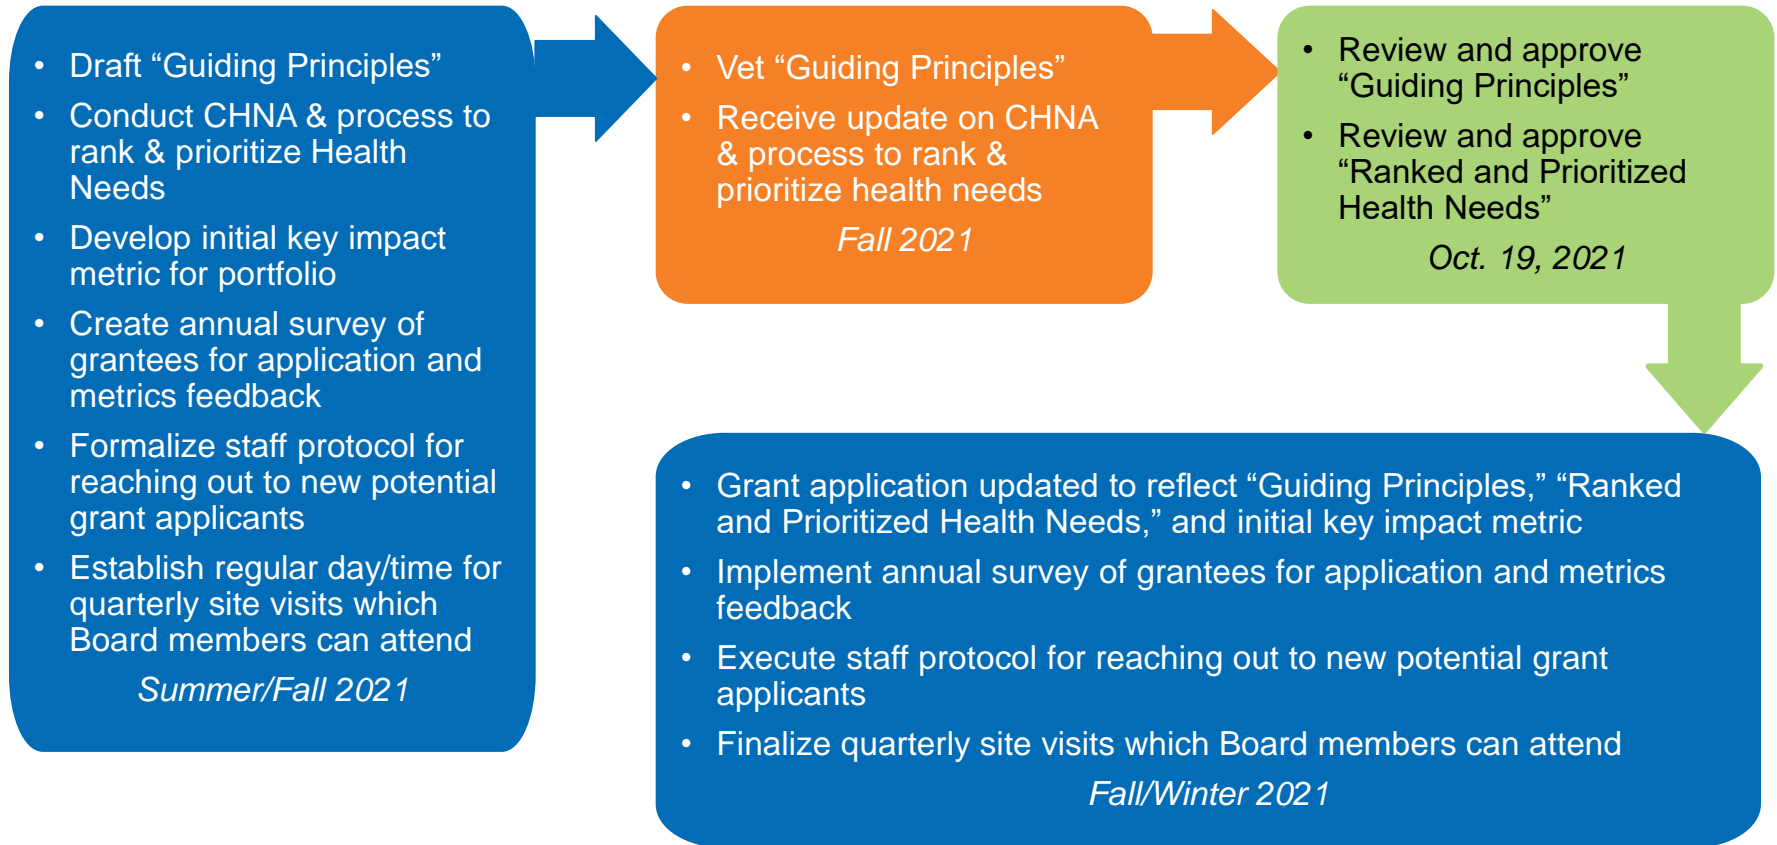 • Draft “Guiding Principles”
• Conduct CHNA & process to
rank & prioritize Health
Needs
• Develop initial key impact
metric for portfolio
• Create annual survey of
grantees for application and
metrics feedback
• Formalize staff protocol for
reaching out to new potential
grant applicants
• Establish regular day/time for
quarterly site visits which
Board members can attend
Summer/Fall 2021
• Vet “Guiding Principles”
• Receive update on CHNA
& process to rank &
prioritize health needs
Fall 2021
• Review and approve
“Guiding Principles”
• Review and approve
“Ranked and Prioritized
Health Needs”
Oct. 19, 2021
• Grant application updated to reflect “Guiding Principles,” “Ranked
and Prioritized Health Needs,” and initial key impact metric
• Implement annual survey of grantees for application and metrics
feedback
• Execute staff protocol for reaching out to new potential grant
applicants
• Finalize quarterly site visits which Board members can attend
Fall/Winter 2021